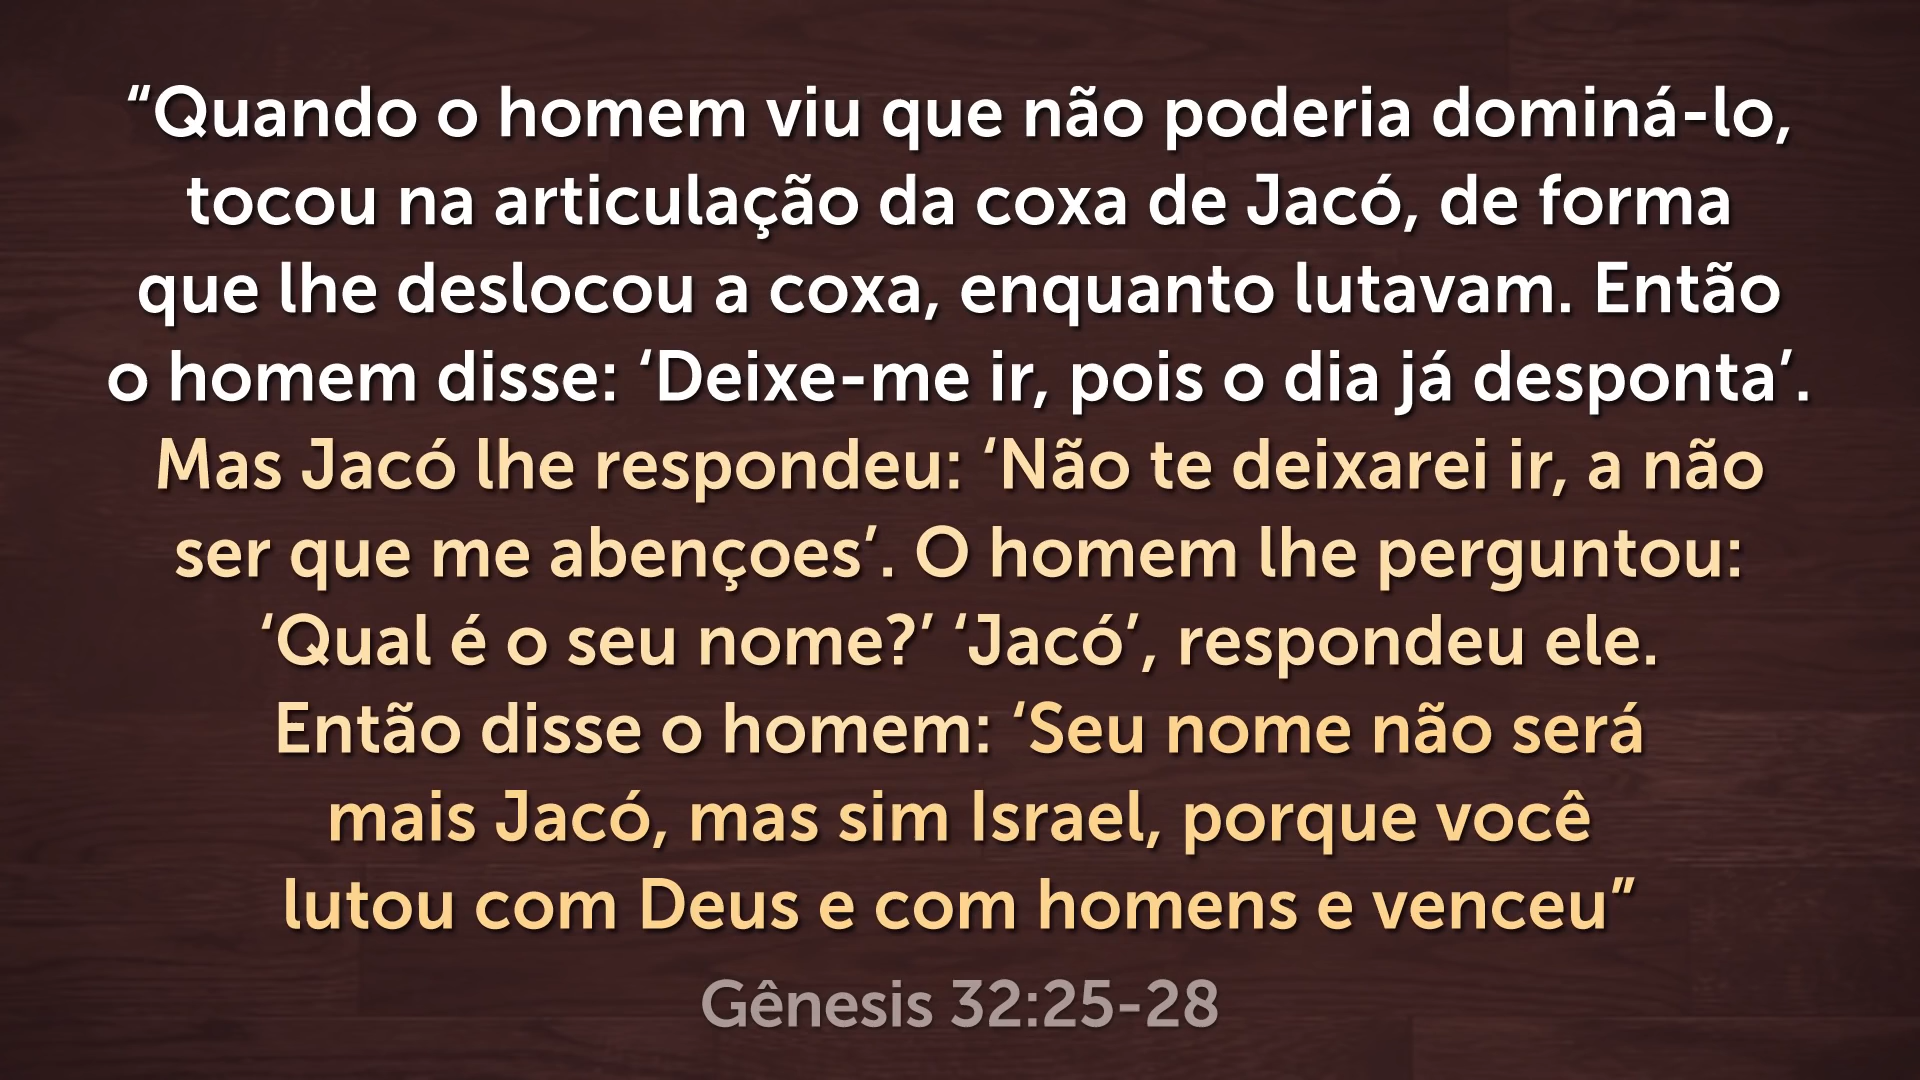 “Quando o homem viu que não poderia dominá-lo,
tocou na articulação da coxa de Jacó, de forma
que lhe deslocou a coxa, enquanto lutavam. Então
o homem disse: ‘Deixe-me ir, pois o dia já desponta’.
Mas Jacó lhe respondeu: ‘Não te deixarei ir, a não
ser que me abençoes’. O homem lhe perguntou:
‘Qual é o seu nome?’ ‘Jacó’, respondeu ele.
Então disse o homem: ‘Seu nome não será
mais Jacó, mas sim Israel, porque você
lutou com Deus e com homens e venceu”
Gênesis 32:25-28